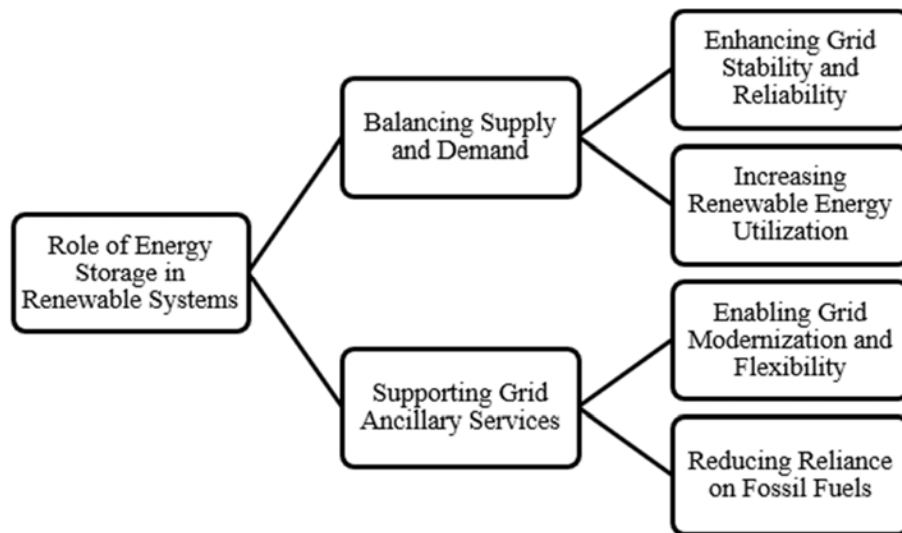 Role of Energy
Storage in
Renewable Systems
Balancing Supply
and Demand
Enhancing Grid
Stability and
Reliability
Increasing
Renewable Energy
Utilization
Supporting Grid
Ancillary Services
Enabling Grid
Modernization and
Flexibility
Reducing Reliance
on Fossil Fuels